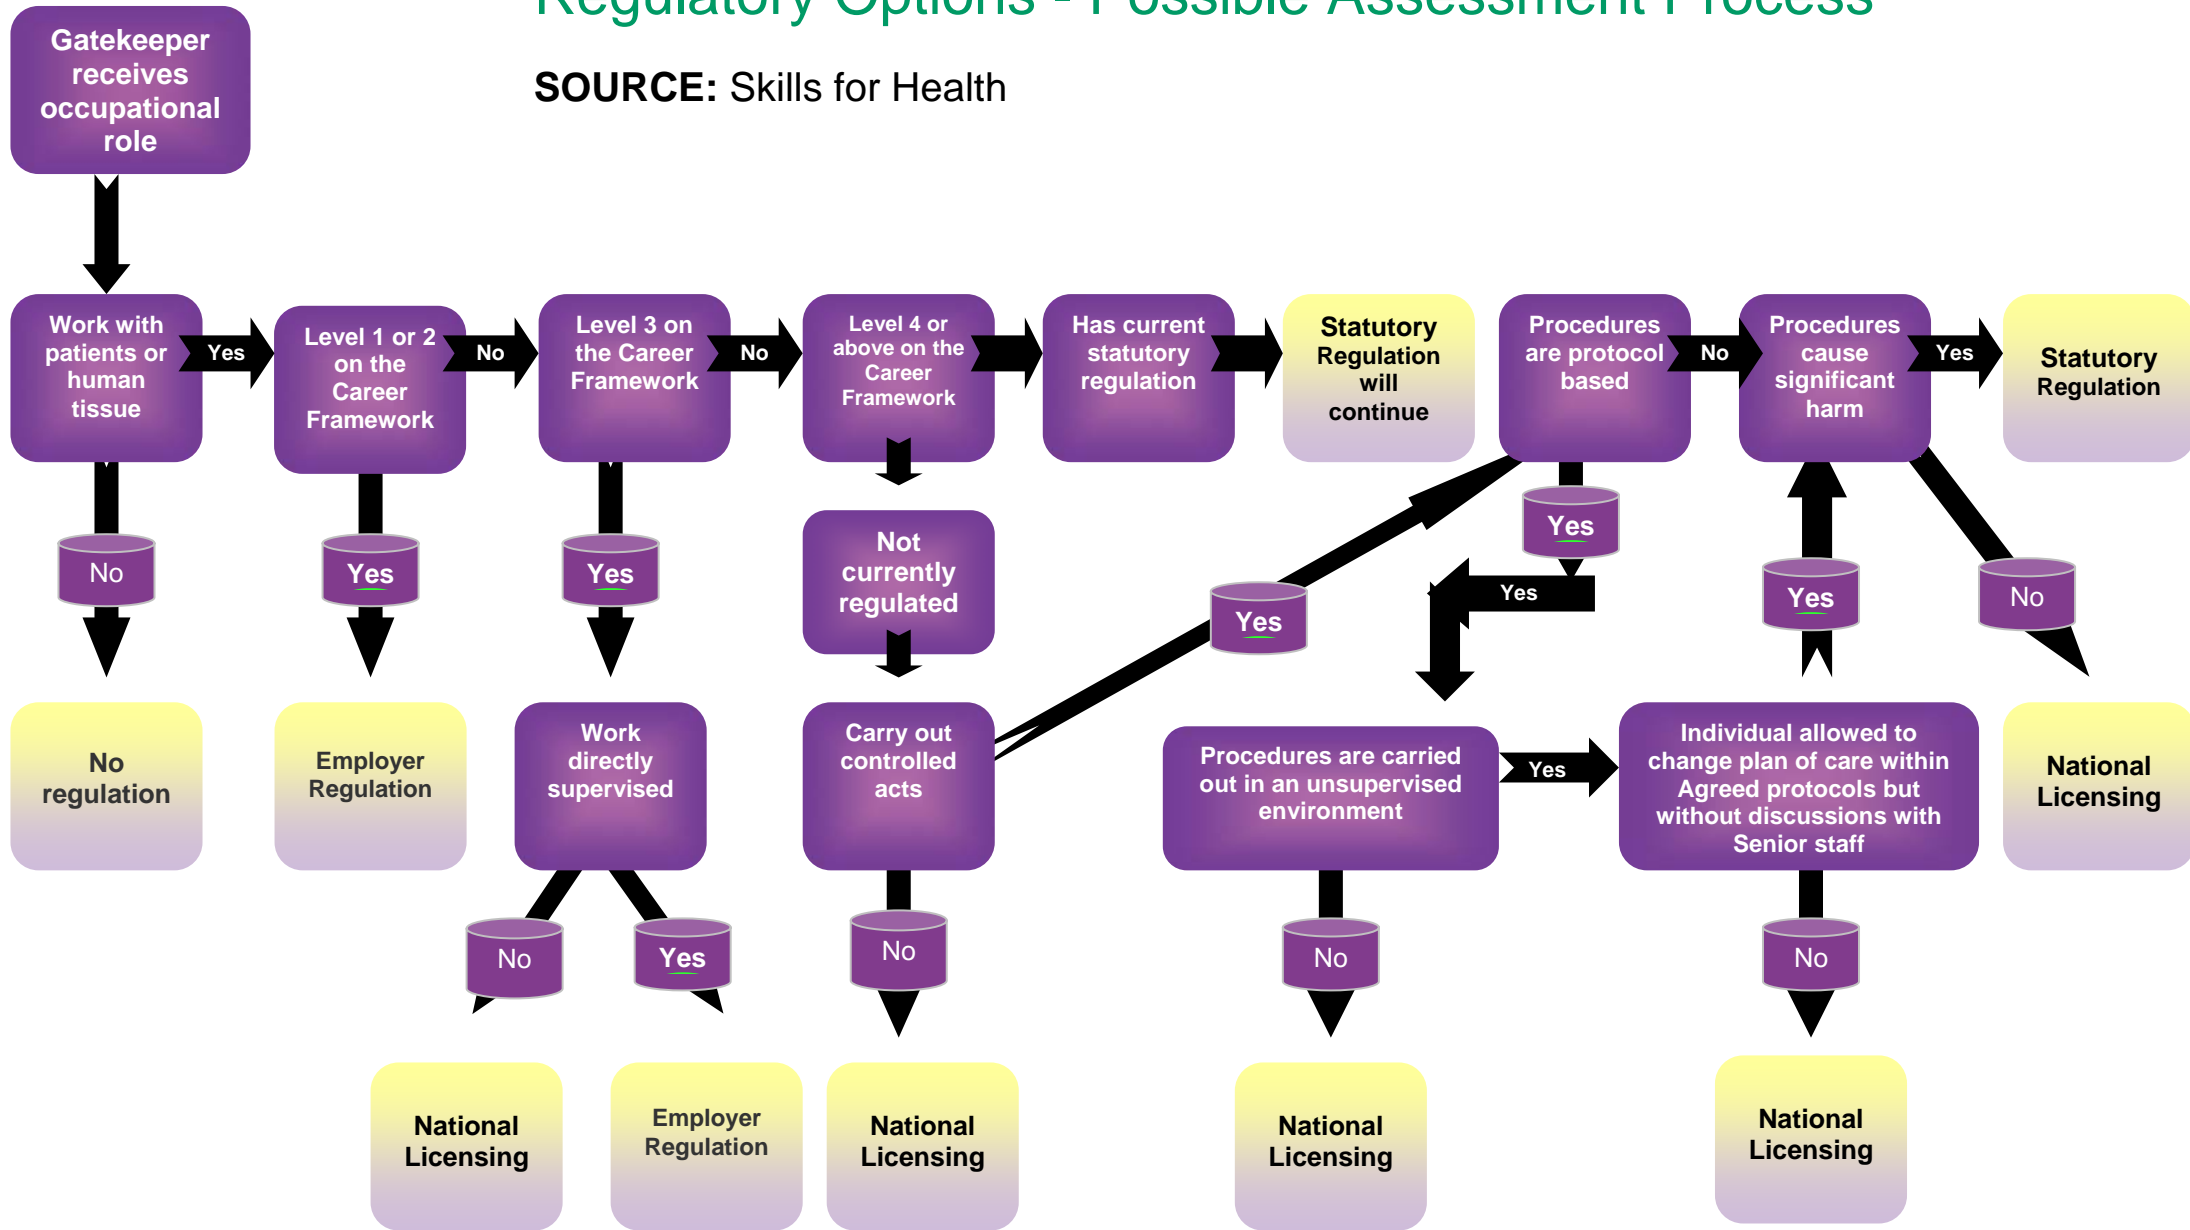 Regulatory Options - Possible Assessment Process
SOURCE: Skills for Health
Gatekeeper
receives
occupational
role
Work with
patients or
human
tissue
Yes
Level 1 or 2
on the
Career
Framework
No
Level 3 on
the Career
Framework
No
Level 4 or
above on the
Career
Framework
Has current
statutory
regulation
Statutory
Regulation
will
continue
Procedures
are protocol
based
No
Procedures
cause
significant
harm
Yes
Statutory
Regulation
No
Yes
Yes
Not
currently
regulated
Yes
Yes
Yes
Yes
No
No
regulation
Employer
Regulation
Work
directly
supervised
Carry out
controlled
acts
Procedures are carried
out in an unsupervised
environment
Yes
Individual allowed to
change plan of care within
Agreed protocols but
without discussions with
Senior staff
National
Licensing
No
Yes
No
No
No
National
Licensing
Employer
Regulation
National
Licensing
National
Licensing
National
Licensing